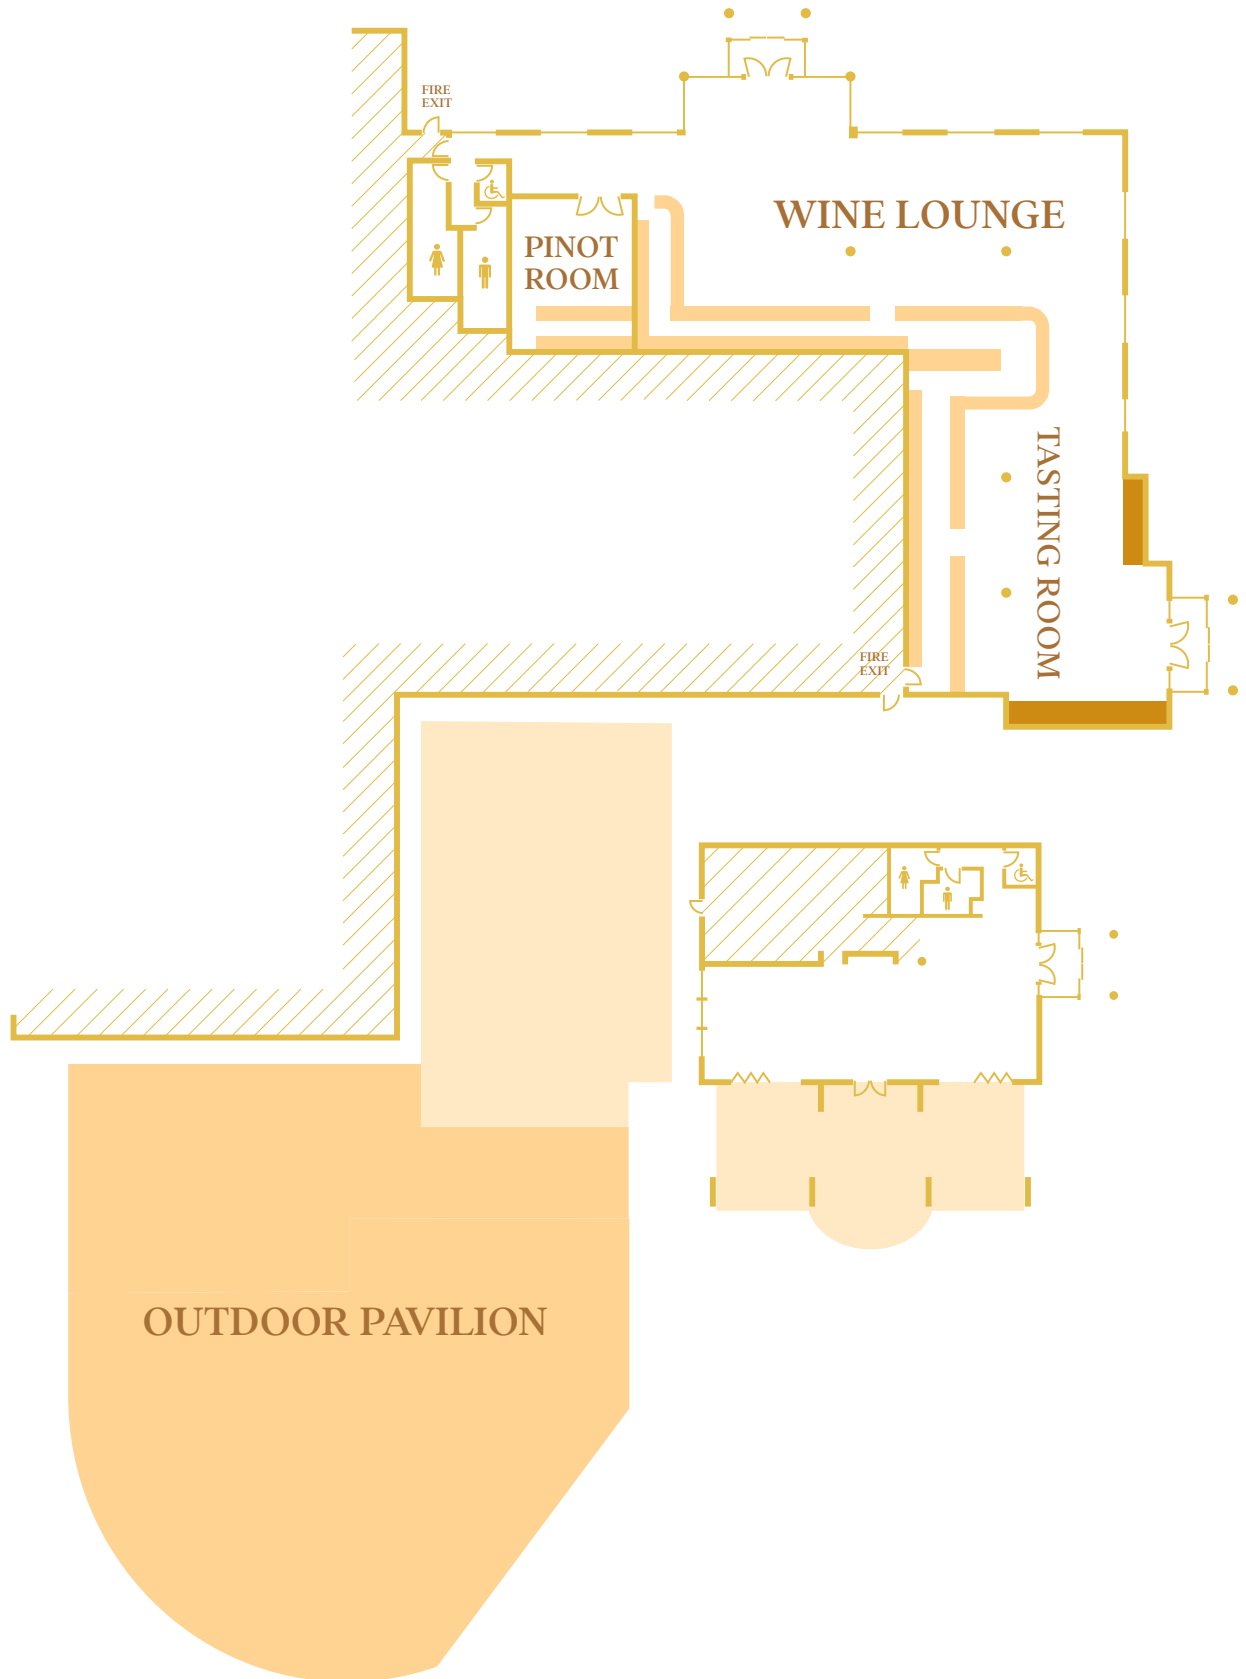 FIRE
EXIT
WINE LOUNGE
PINOT
ROOM
TASTING ROOM
FIRE
EXIT
OUTDOOR PAVILION